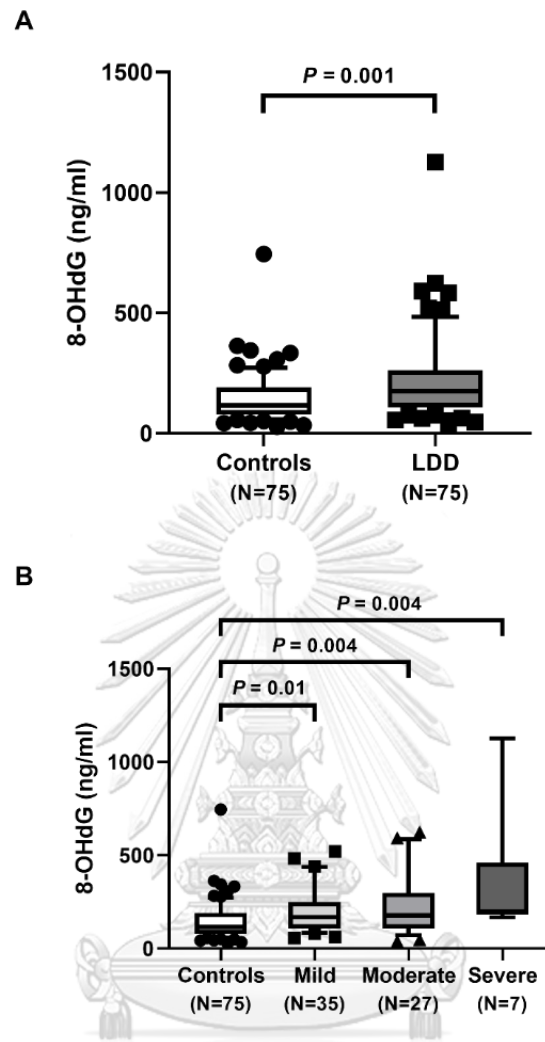 A
P = 0.001
1500
1000
500
0
8-OHdG (ng/ml)
Controls LDD
(N=75) (N=75)
B
P = 0.004
P = 0.004
P = 0.01
1500
1000
500
0
8-OHdG (ng/ml)
Controls Mild Moderate Severe
(N=75) (N=35) (N=27) (N=7)